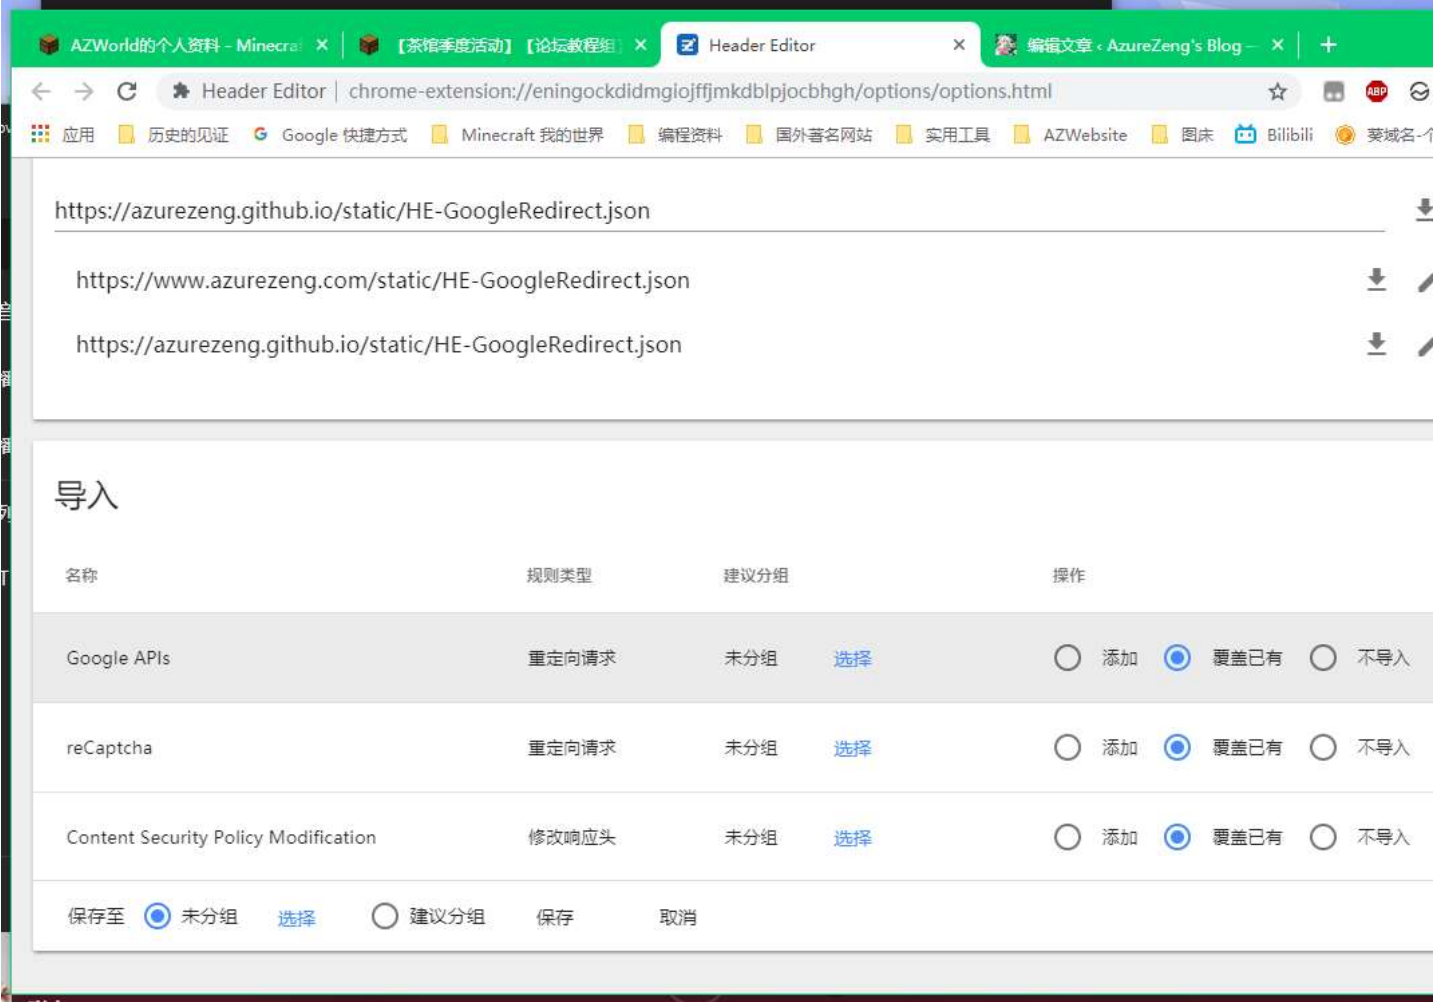 AZWorld的个人资料 - Minecra
【茶馆季度活动】【论坛教程组
Header Editor
编辑文章 ‹ AzureZeng's Blog —
Header Editor | chrome-extension://eningockdidmgiojffjmkdblpjocbhgh/options/options.html
ABP
应用 历史的见证 Google 快捷方式 Minecraft 我的世界 编程资料 国外著名网站 实用工具 AZWebsite 图床 Bilibili 葵域名-个
https://azurezeng.github.io/static/HE-GoogleRedirect.json
https://www.azurezeng.com/static/HE-GoogleRedirect.json
https://azurezeng.github.io/static/HE-GoogleRedirect.json
导入
名称 规则类型 建议分组 操作
Google APIs 重定向请求 未分组 选择 添加 覆盖已有 不导入
reCaptcha 重定向请求 未分组 选择 添加 覆盖已有 不导入
Content Security Policy Modification 修改响应头 未分组 选择 添加 覆盖已有 不导入
保存至 未分组 选择 建议分组 保存 取消